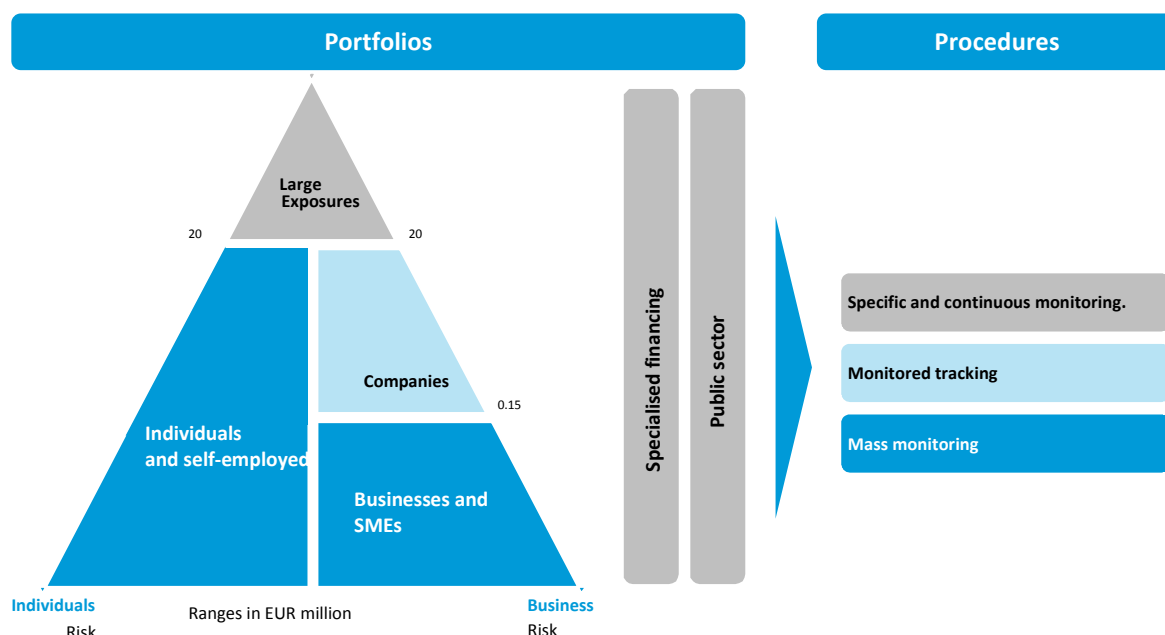 Portfolios
Procedures
Large
Exposures
20
20
Companies
0.15
Individuals
and self-employed
Businesses and
SMEs
Specialised financing
Public sector
Specific and continuous monitoring.
Monitored tracking
Mass monitoring
Individuals
Risk
Ranges in EUR million
Business
Risk